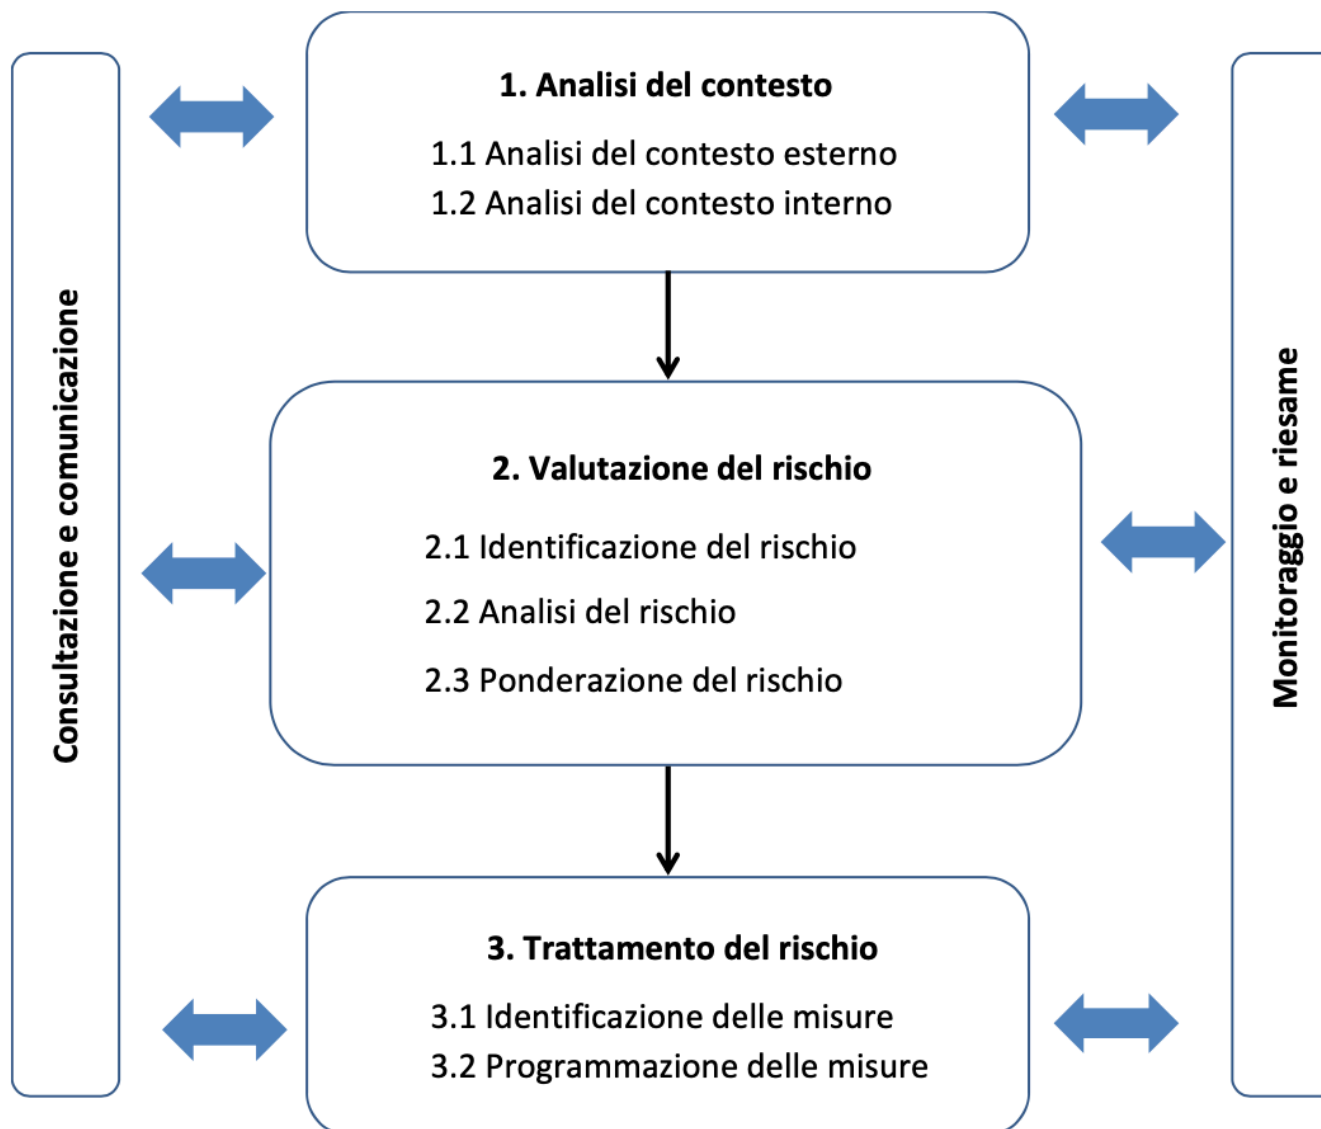 Consultazione e comunicazione
1. Analisi del contesto
1.1 Analisi del contesto esterno
1.2 Analisi del contesto interno
2. Valutazione del rischio
2.1 Identificazione del rischio
2.2 Analisi del rischio
2.3 Ponderazione del rischio
3. Trattamento del rischio
3.1 Identificazione delle misure
3.2 Programmazione delle misure
Monitoraggio e riesame